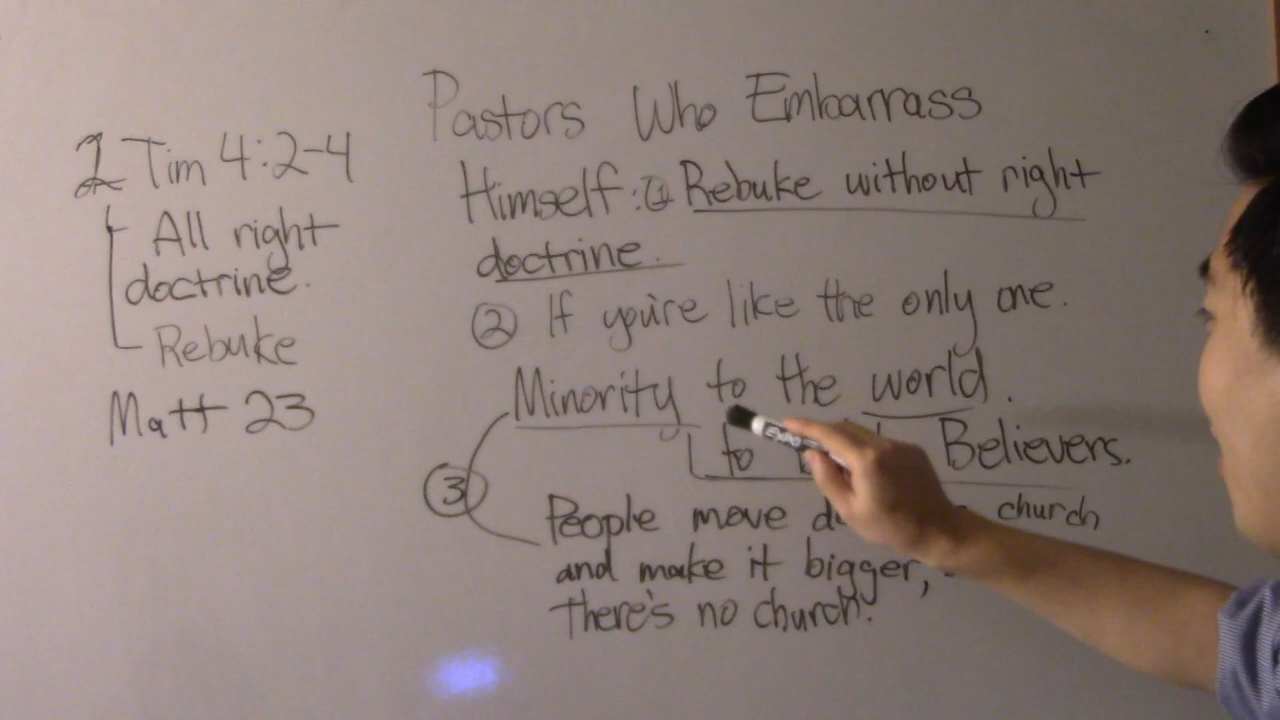 2 Tim 4:2-4
All right
doctrine.
Rebuke
Matt 23
Pastors Who Embarrass
Himself: ① Rebuke without right
doctrine.
② If you're like the only one.
Minority to the world.
to Believers.
③
People move church
and make it bigger,
there's no church.
EXPO